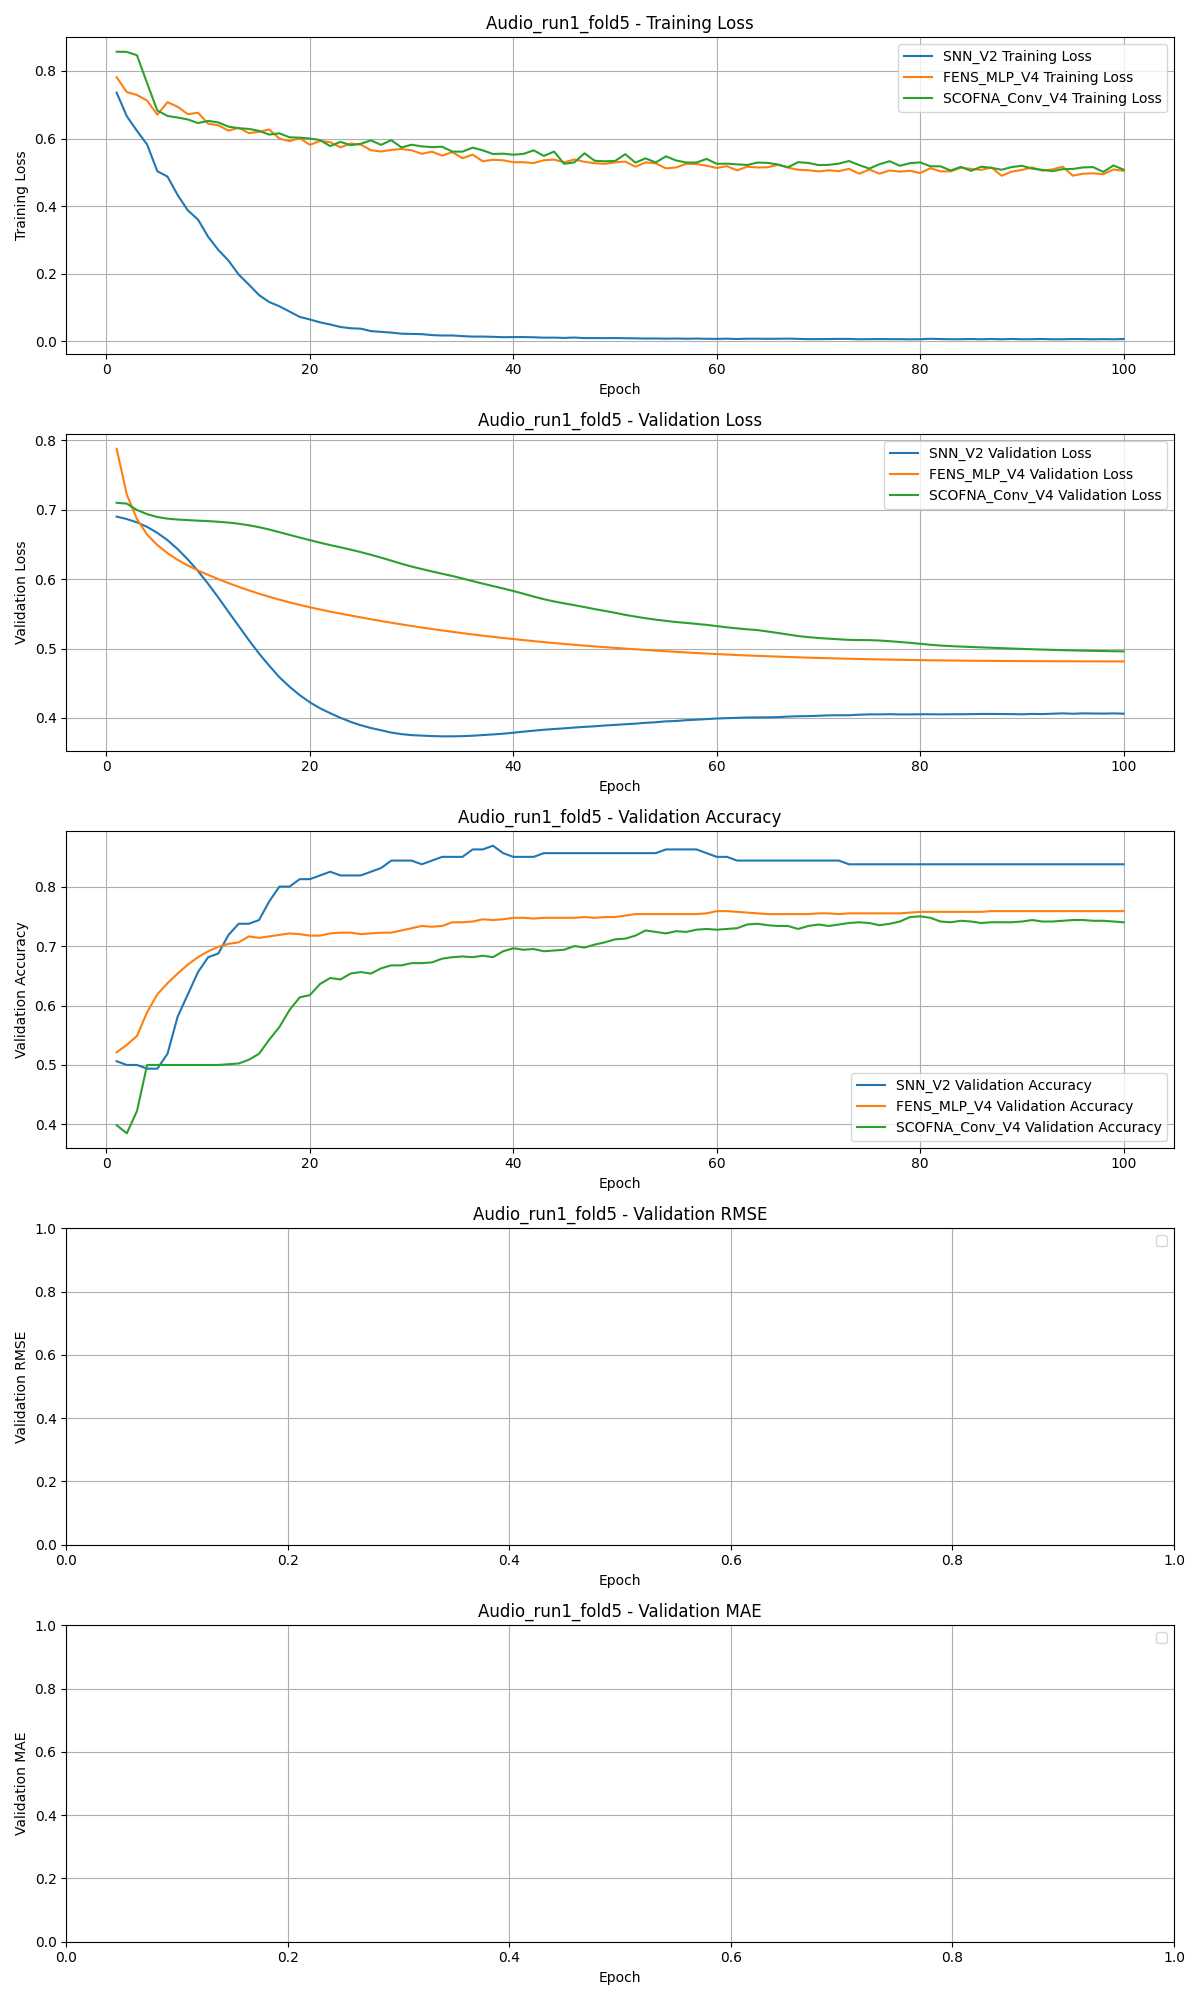 Audio_run1_fold5 - Training Loss
SNN_V2 Training Loss
FENS_MLP_V4 Training Loss
SCOFNA_Conv_V4 Training Loss
Training Loss
0.8
0.6
0.4
0.2
0.0
0 20 40 60 80 100
Epoch
Audio_run1_fold5 - Validation Loss
SNN_V2 Validation Loss
FENS_MLP_V4 Validation Loss
SCOFNA_Conv_V4 Validation Loss
Validation Loss
0.8
0.7
0.6
0.5
0.4
0 20 40 60 80 100
Epoch
Audio_run1_fold5 - Validation Accuracy
Validation Accuracy
0.8
0.7
0.6
0.5
0.4
SNN_V2 Validation Accuracy
FENS_MLP_V4 Validation Accuracy
SCOFNA_Conv_V4 Validation Accuracy
0 20 40 60 80 100
Epoch
Audio_run1_fold5 - Validation RMSE
Validation RMSE
1.0
0.8
0.6
0.4
0.2
0.0
0.0 0.2 0.4 0.6 0.8 1.0
Epoch
Audio_run1_fold5 - Validation MAE
Validation MAE
1.0
0.8
0.6
0.4
0.2
0.0
0.0 0.2 0.4 0.6 0.8 1.0
Epoch